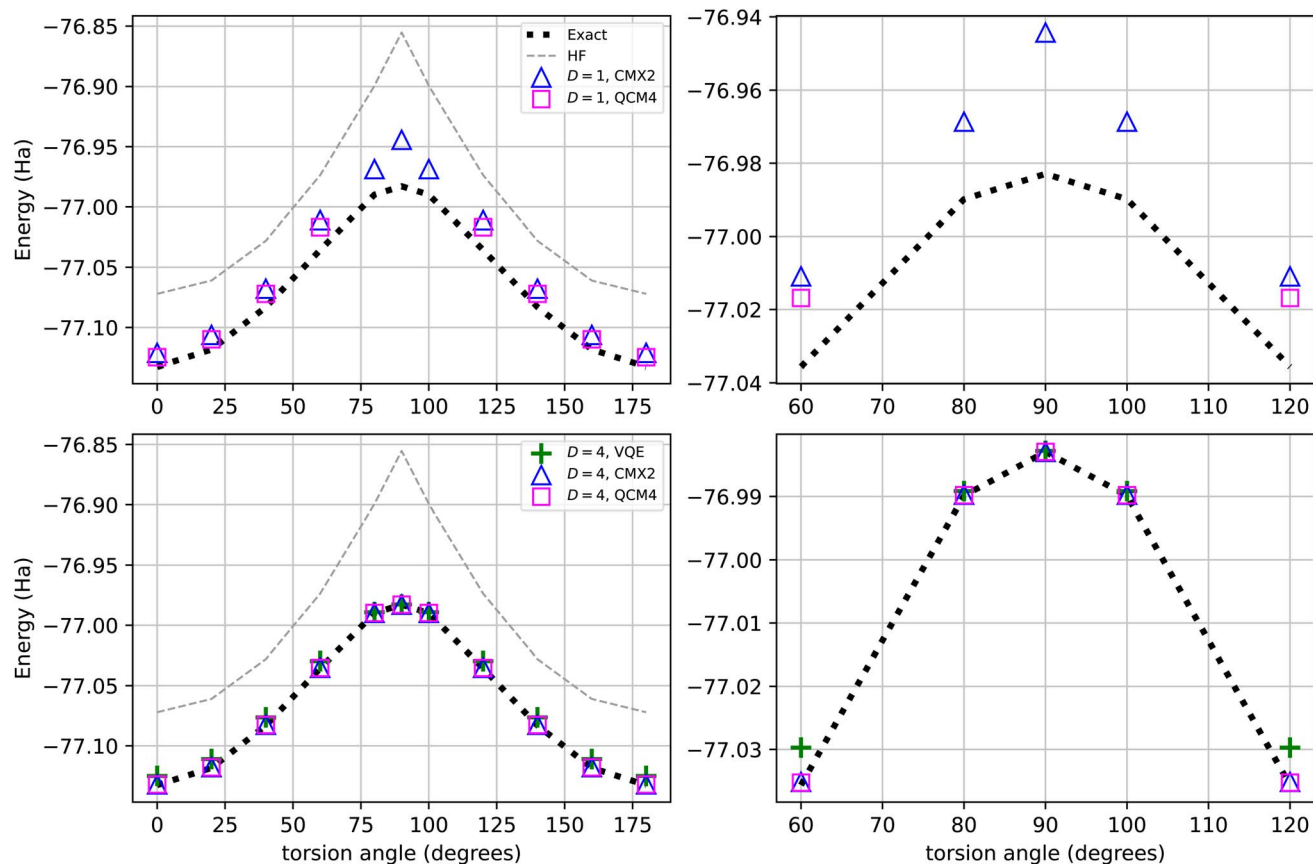 −76.85
−76.90
−76.95
−77.00
−77.05
−77.10
Energy (Ha)
Exact
HF
D = 1, CMX2
D = 1, QCM4
0 25 50 75 100 125 150 175
−76.94
−76.96
−76.98
−77.00
−77.02
−77.04
60 70 80 90 100 110 120
−76.85
−76.90
−76.95
−77.00
−77.05
−77.10
Energy (Ha)
D = 4, VQE
D = 4, CMX2
D = 4, QCM4
0 25 50 75 100 125 150 175
torsion angle (degrees)
−76.99
−77.00
−77.01
−77.02
−77.03
60 70 80 90 100 110 120
torsion angle (degrees)